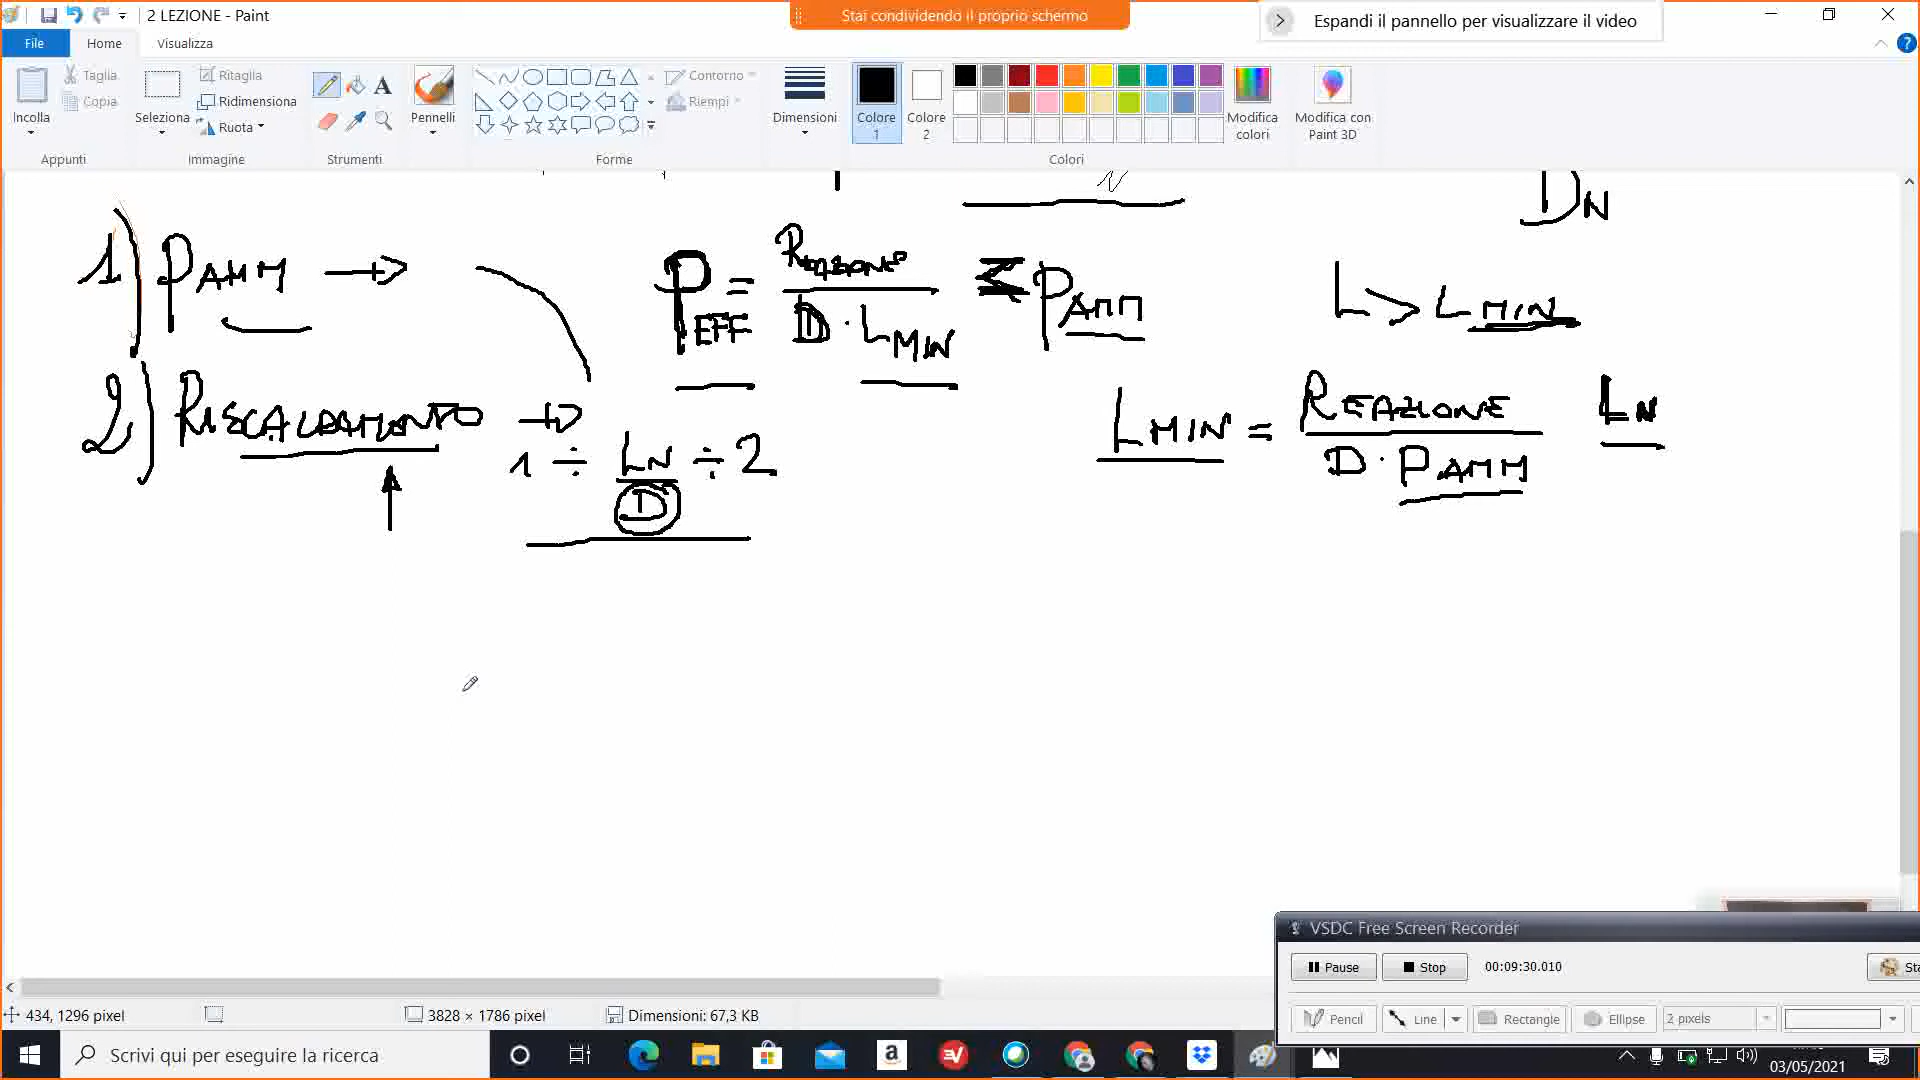 2 LEZIONE - Paint
Stai condividendo il proprio schermo
Espandi il pannello per visualizzare il video
File Home Visualizza
Incolla
Taglia
Copia
Appunti
Seleziona
Ritaglia
Ridimensiona
Ruota
Immagine
A
Strumenti
Pennelli
Forme
Contorno
Riempi
Dimensioni
Colore 1
Colore 2
Colori
Modifica colori
Modifica con Paint 3D
N
DN
1) PAMM →
PEFF = REAZIONE / D · LMIN ≤ PAMM
L > LMIN
2) RISCALDAMENTO →
1 ÷ LN / D ÷ 2
LMIN = REAZIONE / D · PAMM
LN
VSDC Free Screen Recorder
Pause Stop 00:09:30.010
Pencil Line Rectangle Ellipse 2 pixels
434, 1296 pixel
3828 × 1786 pixel
Dimensioni: 67,3 KB
Scrivi qui per eseguire la ricerca
03/05/2021